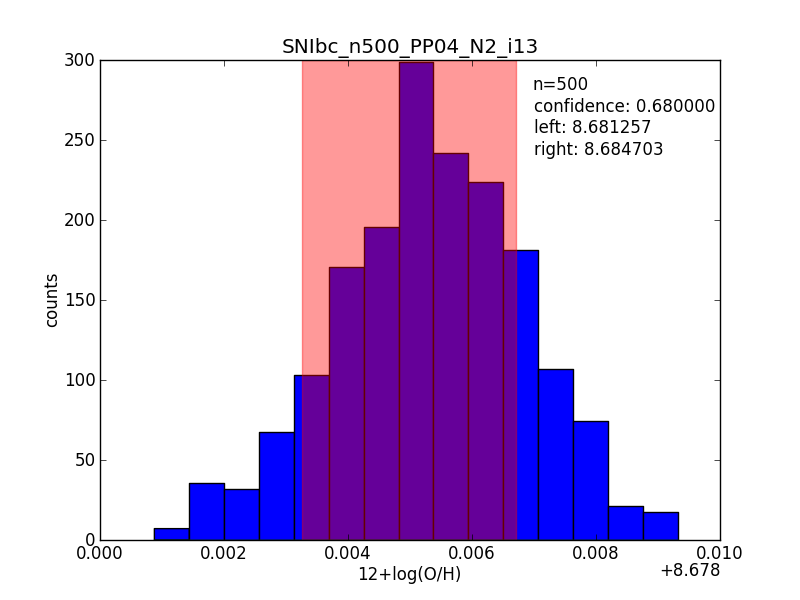 SNIbc_n500_PP04_N2_i13
300
250
200
150
100
50
0
counts
n=500
confidence: 0.680000
left: 8.681257
right: 8.684703
0.000 0.002 0.004 0.006 0.008 0.010
12+log(O/H)
+8.678